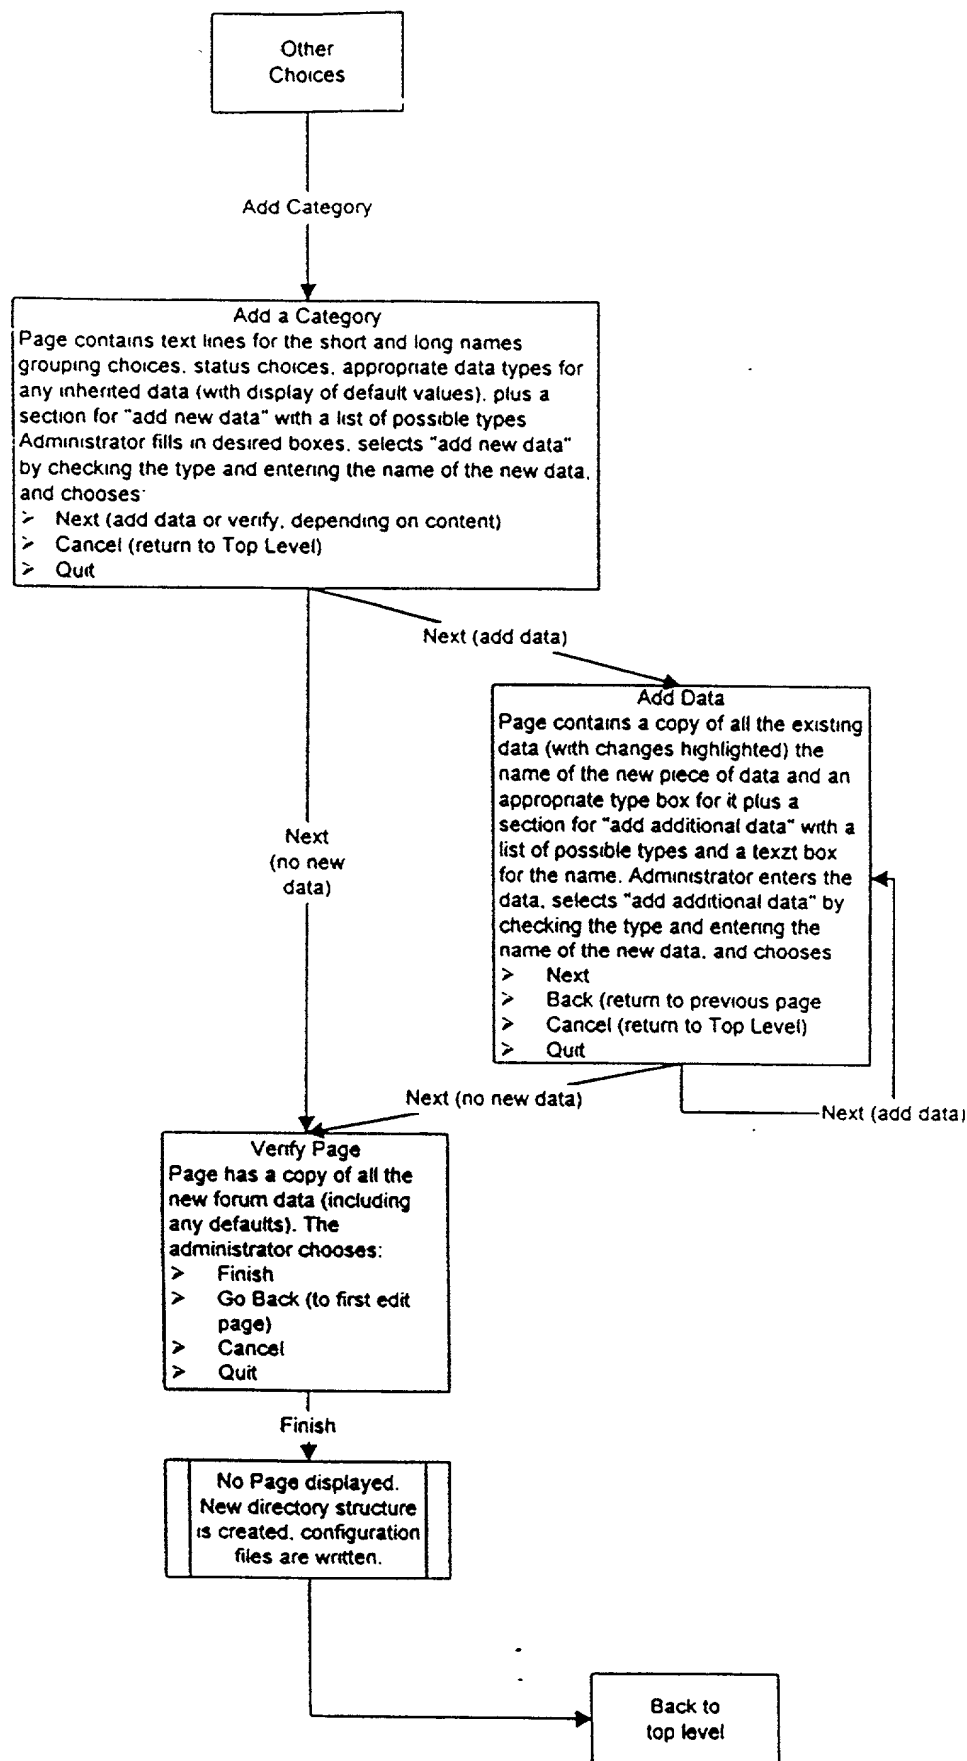 Other
Choices
Add Category
Add a Category
Page contains text lines for the short and long names
grouping choices, status choices, appropriate data types for
any inherited data (with display of default values), plus a
section for "add new data" with a list of possible types
Administrator fills in desired boxes, selects "add new data"
by checking the type and entering the name of the new data,
and chooses:
➢ Next (add data or verify, depending on content)
➢ Cancel (return to Top Level)
➢ Quit
Next (add data)
Add Data
Page contains a copy of all the existing
data (with changes highlighted) the
name of the new piece of data and an
appropriate type box for it plus a
section for "add additional data" with a
list of possible types and a texzt box
for the name. Administrator enters the
data, selects "add additional data" by
checking the type and entering the
name of the new data, and chooses
➢ Next
➢ Back (return to previous page
➢ Cancel (return to Top Level)
➢ Quit
Next
(no new
data)
Next (no new data)
Next (add data)
Verify Page
Page has a copy of all the
new forum data (including
any defaults). The
administrator chooses:
➢ Finish
➢ Go Back (to first edit
page)
➢ Cancel
➢ Quit
Finish
No Page displayed.
New directory structure
is created, configuration
files are written.
Back to
top level